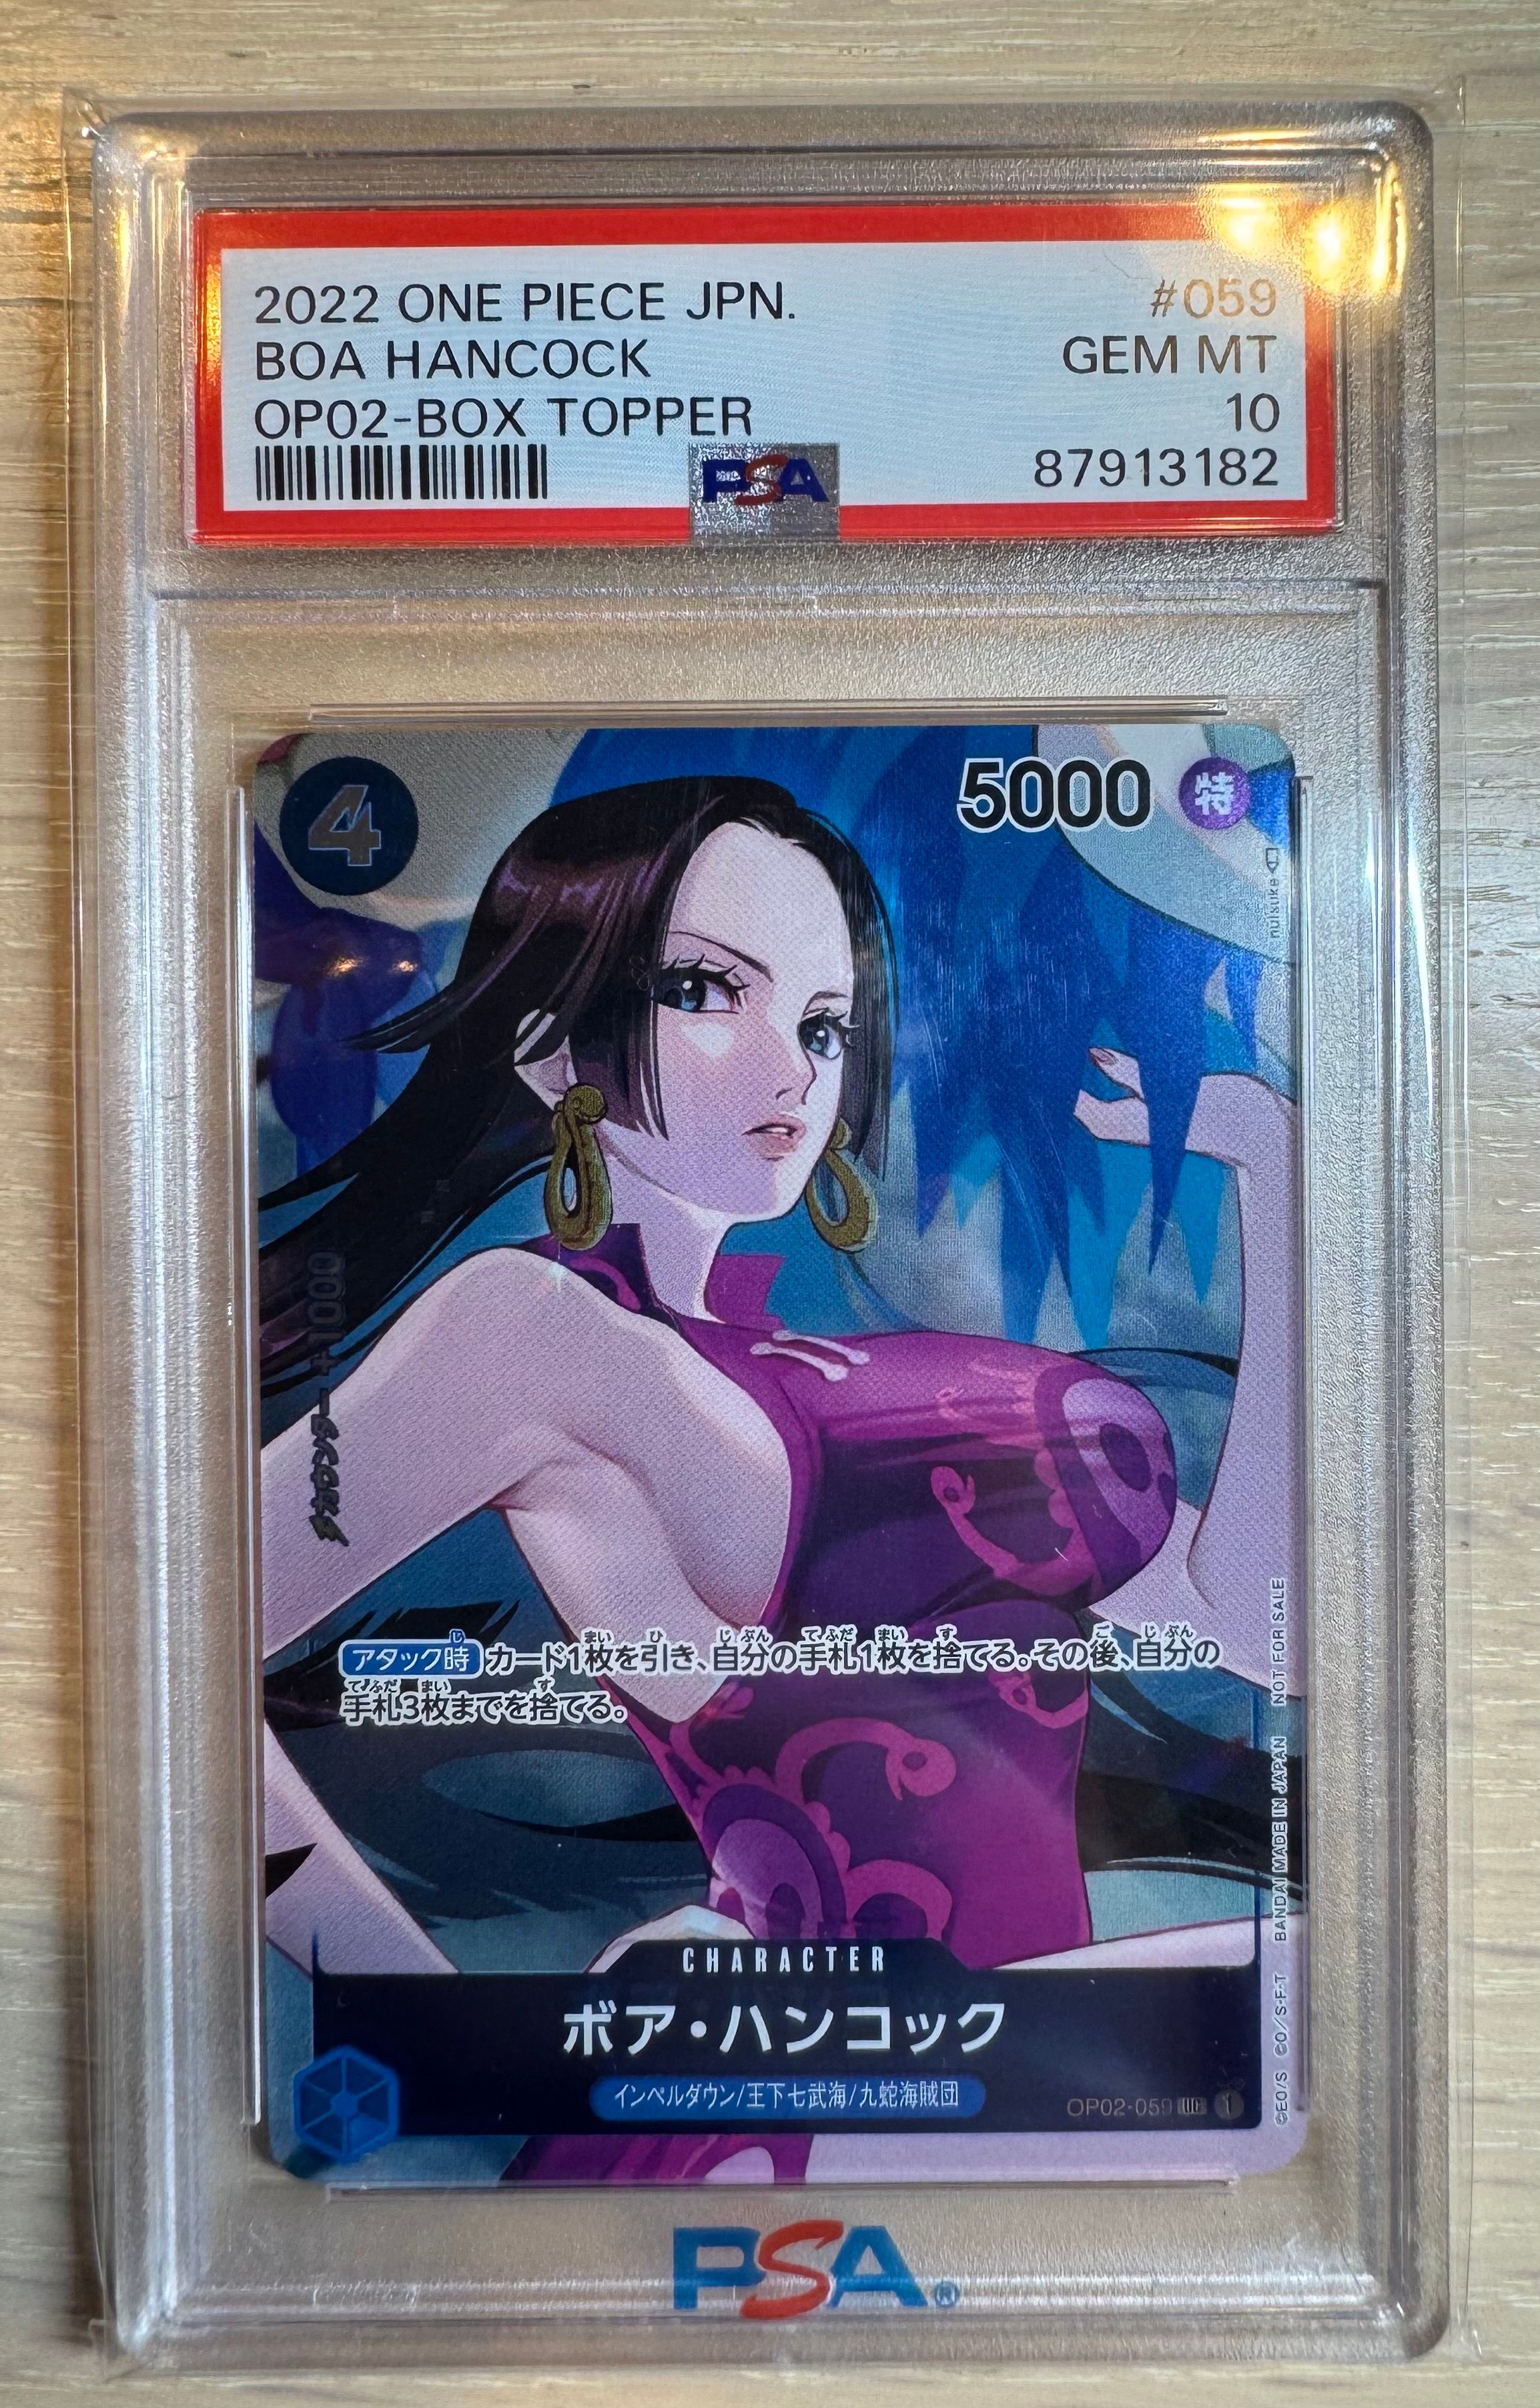 2022 ONE PIECE JPN. #059
BOA HANCOCK GEM MT
OP02-BOX TOPPER 10
87913182
PSA
4
5000 特
nulsuke
カウンター +1000
アタック時 カード1枚を引き、自分の手札1枚を捨てる。その後、自分の
手札3枚までを捨てる。
©EO/S ©O/S・F・T BANDAI MADE IN JAPAN NOT FOR SALE
CHARACTER
ボア・ハンコック
インペルダウン/王下七武海/九蛇海賊団
OP02-059 UC 1
PSA®